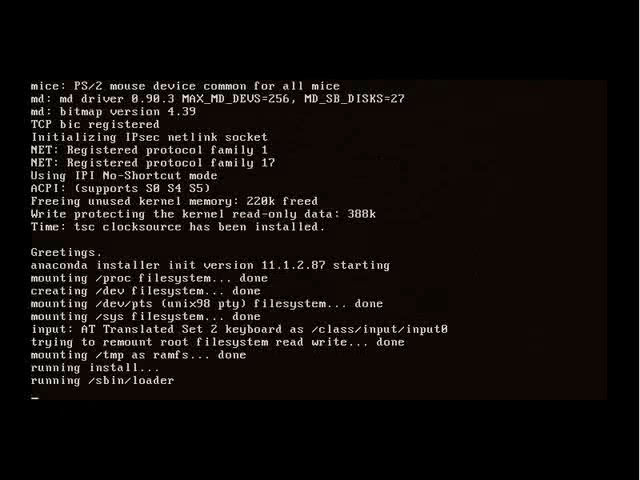 mice: PS/2 mouse device common for all mice
md: md driver 0.90.3 MAX_MD_DEVS=256, MD_SB_DISKS=27
md: bitmap version 4.39
TCP bic registered
Initializing IPsec netlink socket
NET: Registered protocol family 1
NET: Registered protocol family 17
Using IPI No-Shortcut mode
ACPI: (supports S0 S4 S5)
Freeing unused kernel memory: 220k freed
Write protecting the kernel read-only data: 388k
Time: tsc clocksource has been installed.
Greetings.
anaconda installer init version 11.1.2.87 starting
mounting /proc filesystem... done
creating /dev filesystem... done
mounting /dev/pts (unix98 pty) filesystem... done
mounting /sys filesystem... done
input: AT Translated Set 2 keyboard as /class/input/input0
trying to remount root filesystem read write... done
mounting /tmp as ramfs... done
running install...
running /sbin/loader